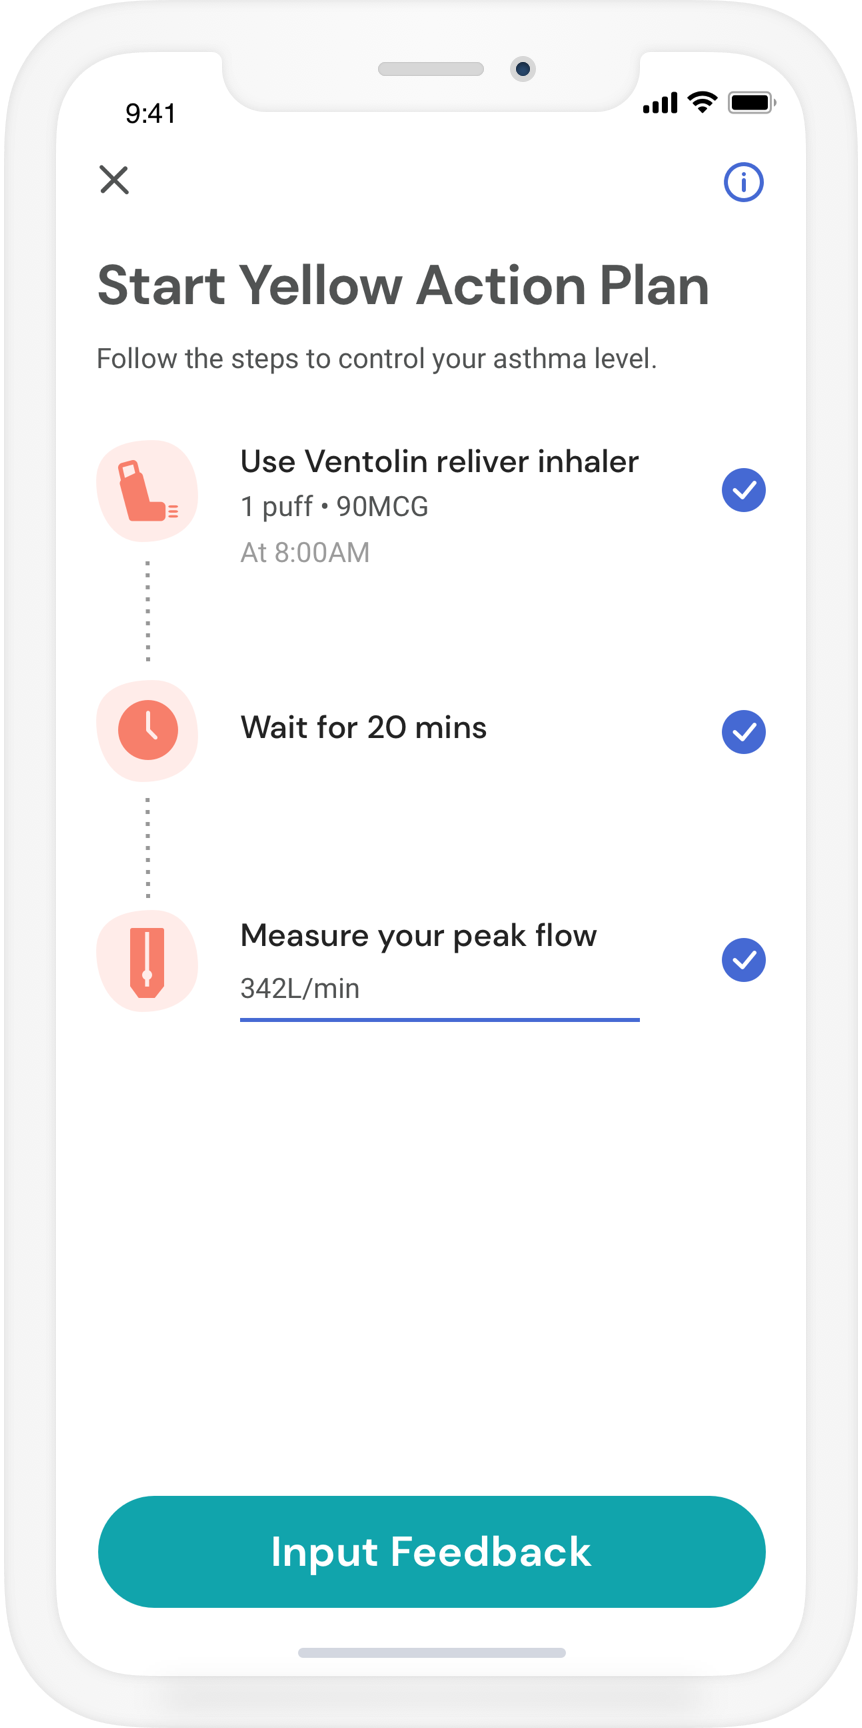 9:41
Start Yellow Action Plan
Follow the steps to control your asthma level.
Use Ventolin reliver inhaler
1 puff • 90MCG
At 8:00AM
Wait for 20 mins
Measure your peak flow
342L/min
Input Feedback